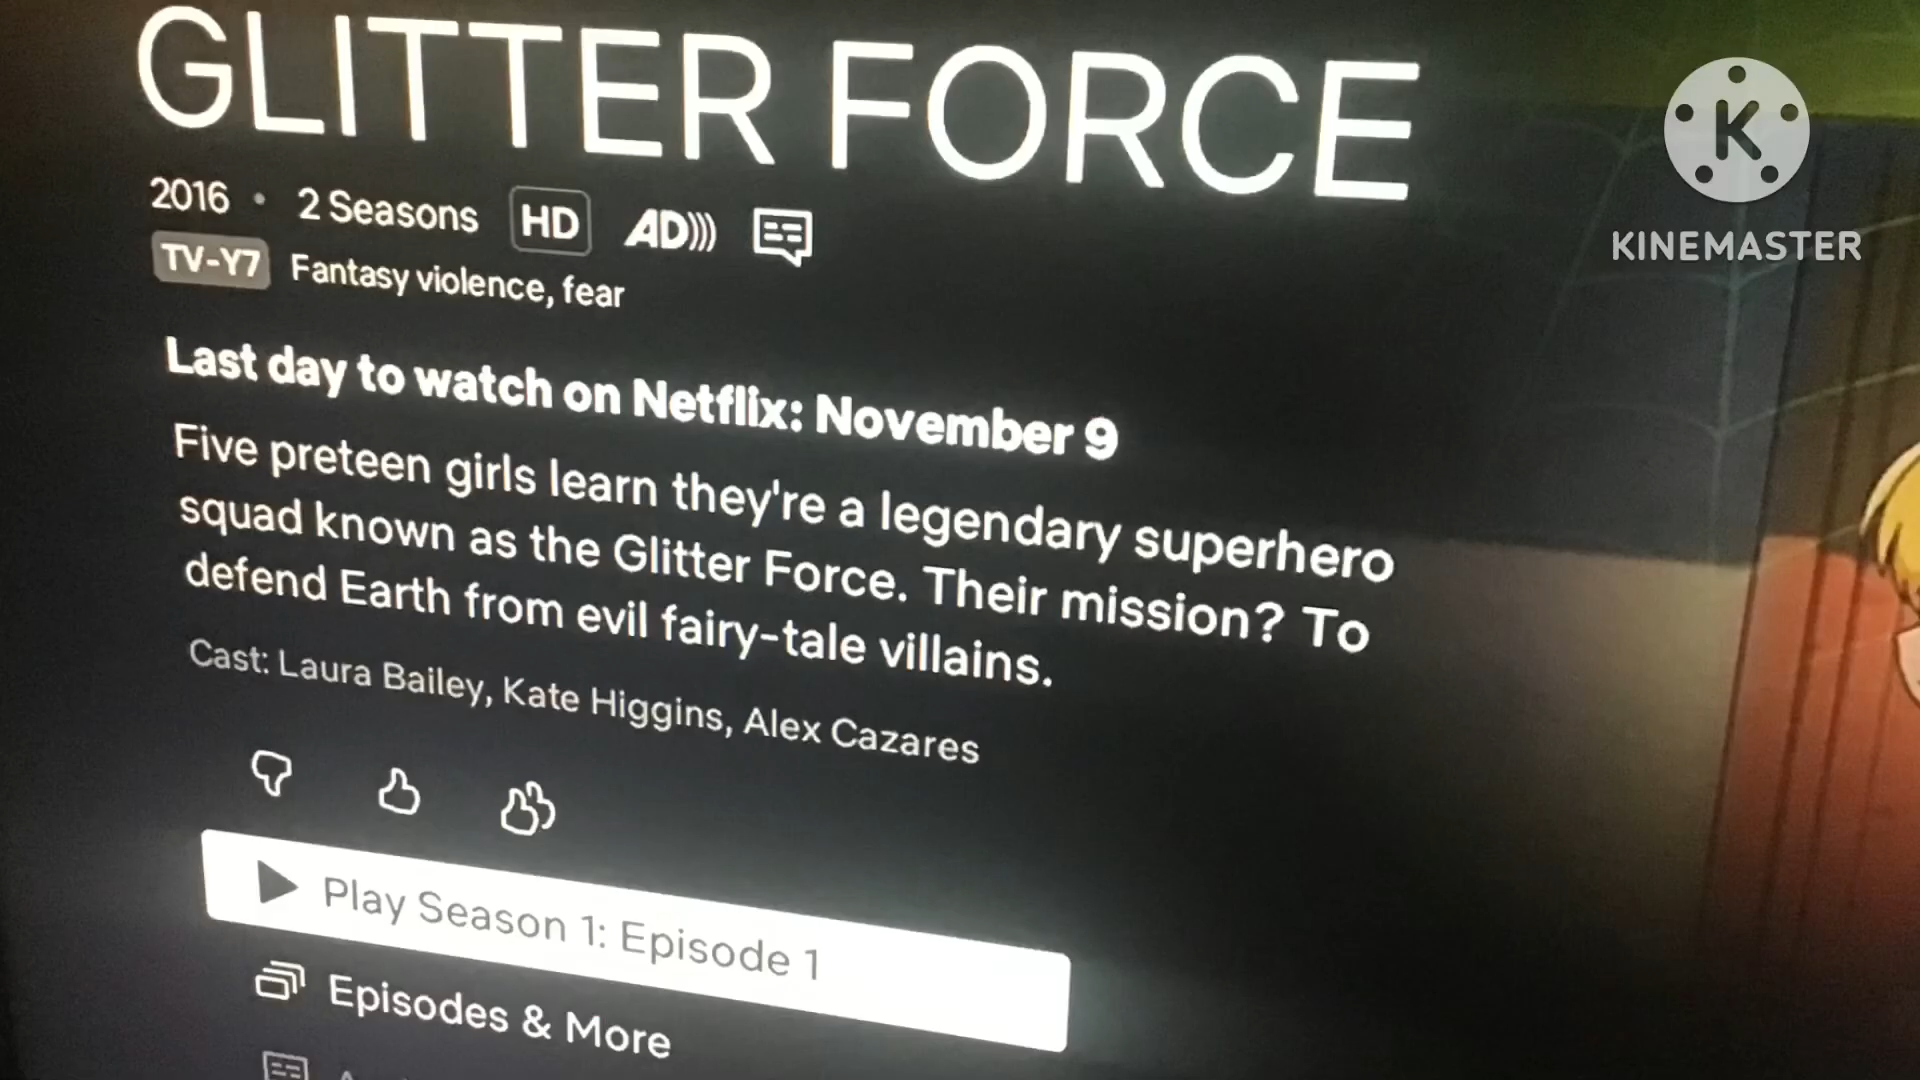 GLITTER FORCE
2016 • 2 Seasons HD AD
TV-Y7 Fantasy violence, fear
Last day to watch on Netflix: November 9
Five preteen girls learn they're a legendary superhero
squad known as the Glitter Force. Their mission? To
defend Earth from evil fairy-tale villains.
Cast: Laura Bailey, Kate Higgins, Alex Cazares
Play Season 1: Episode 1
Episodes & More
K
KINEMASTER